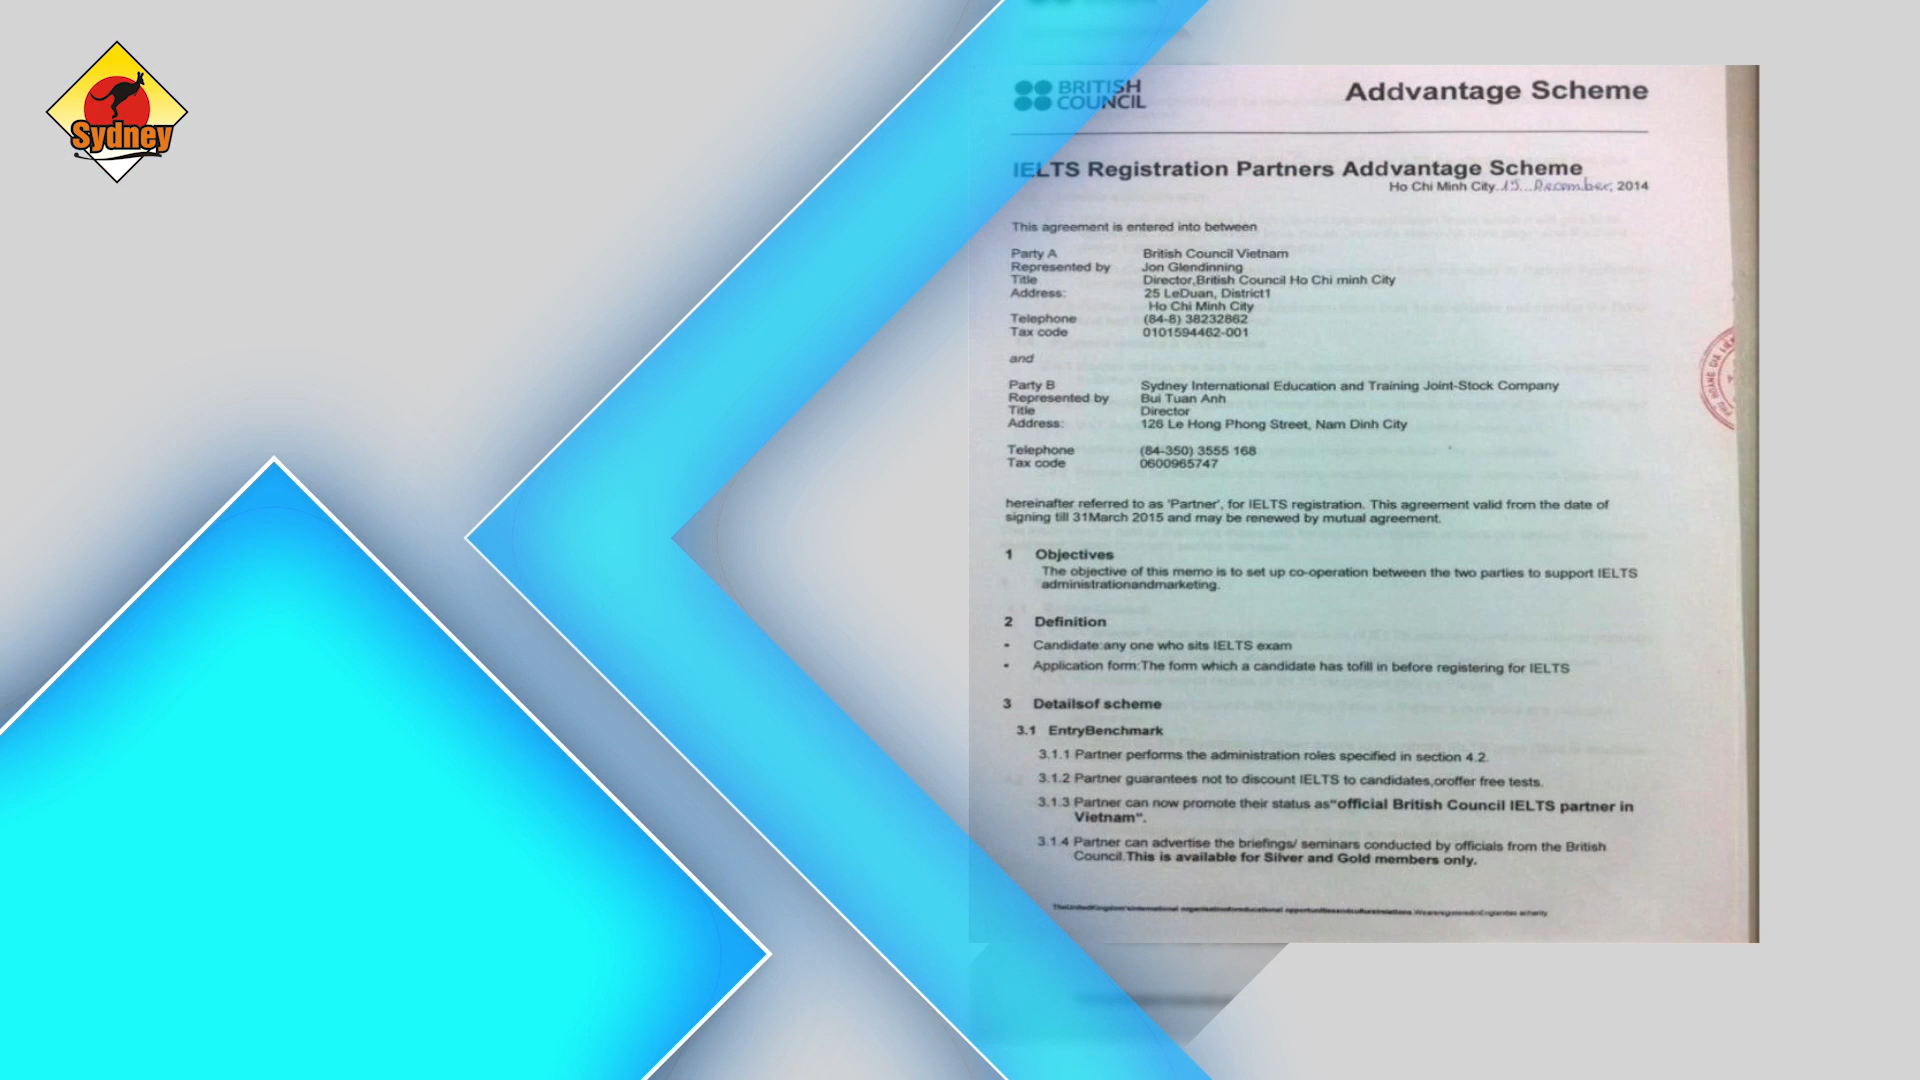 Sydney
BRITISH
COUNCIL
Addvantage Scheme
IELTS Registration Partners Addvantage Scheme
Ho Chi Minh City, 15 December, 2014
This agreement is entered into between
Party A British Council Vietnam
Represented by Jon Glendinning
Title Director,British Council Ho Chi minh City
Address: 25 LeDuan, District1
Ho Chi Minh City
Telephone (84-8) 38232862
Tax code 0101594462-001
and
Party B Sydney International Education and Training Joint-Stock Company
Represented by Bui Tuan Anh
Title Director
Address: 126 Le Hong Phong Street, Nam Dinh City
Telephone (84-350) 3555 168
Tax code 0600965747
hereinafter referred to as 'Partner', for IELTS registration. This agreement valid from the date of
signing till 31March 2015 and may be renewed by mutual agreement.
1 Objectives
The objective of this memo is to set up co-operation between the two parties to support IELTS
administrationandmarketing.
2 Definition
- Candidate:any one who sits IELTS exam
- Application form:The form which a candidate has tofill in before registering for IELTS
3 Detailsof scheme
3.1 EntryBenchmark
3.1.1 Partner performs the administration roles specified in section 4.2.
3.1.2 Partner guarantees not to discount IELTS to candidates,oroffer free tests.
3.1.3 Partner can now promote their status as"official British Council IELTS partner in
Vietnam".
3.1.4 Partner can advertise the briefings/ seminars conducted by officials from the British
Council.This is available for Silver and Gold members only.